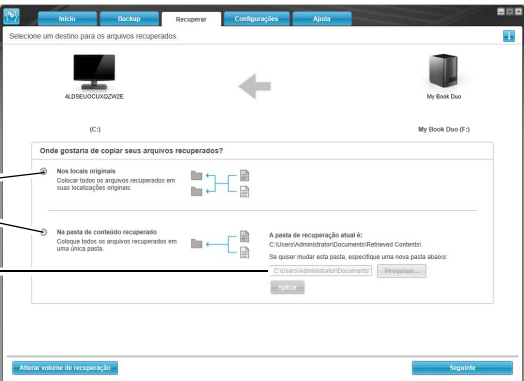 Início Backup Recuperar Configurações Ajuda
Selecione um destino para os arquivos recuperados.
4LDSEUOCUXOZW2E
My Book Duo
(C:)
My Book Duo (F:)
Onde gostaria de copiar seus arquivos recuperados?
Nos locais originais
Colocar todos os arquivos recuperados em
suas localizações originais.
Na pasta de conteúdo recuperado
Coloque todos os arquivos recuperados em
uma única pasta.
A pasta de recuperação atual é:
C:\Users\Administrator\Documents\Retrieved Contents\
Se quiser mudar esta pasta, especifique uma nova pasta abaixo:
C:\Users\Administrator\Documents\
Pesquisar...
Aplicar
Alterar volume de recuperação
Seguinte